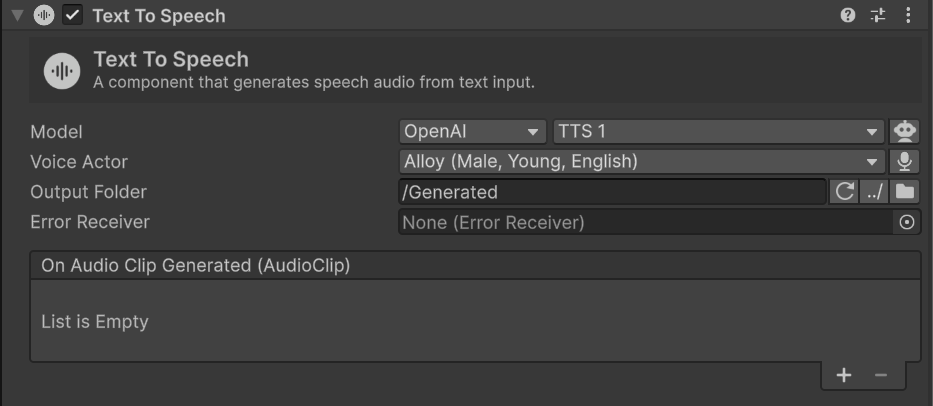 Text To Speech
Text To Speech
A component that generates speech audio from text input.
Model OpenAI TTS 1
Voice Actor Alloy (Male, Young, English)
Output Folder /Generated ../
Error Receiver None (Error Receiver)
On Audio Clip Generated (AudioClip)
List is Empty